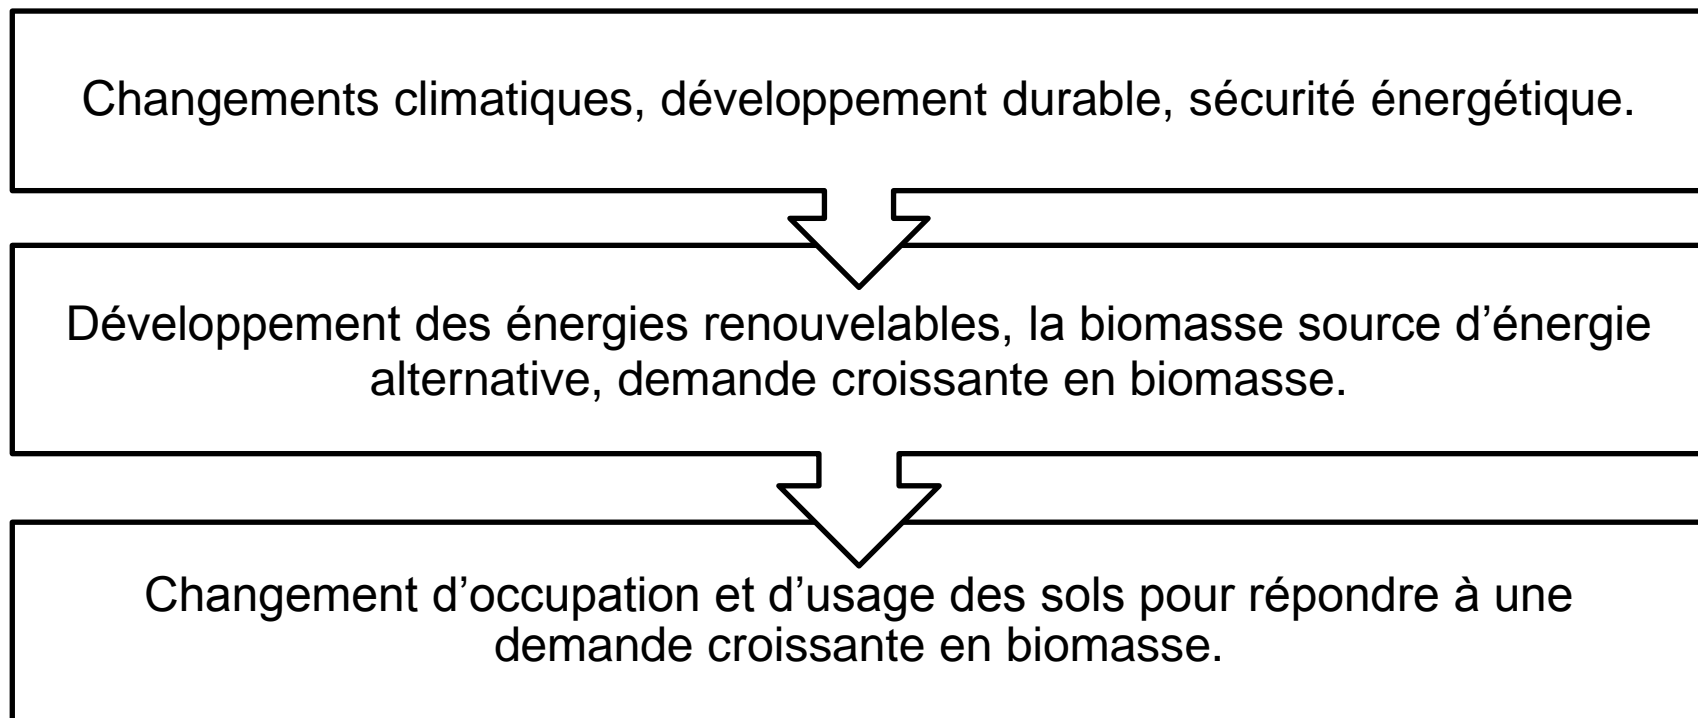 Changements climatiques, développement durable, sécurité énergétique.
Développement des énergies renouvelables, la biomasse source d’énergie
alternative, demande croissante en biomasse.
Changement d’occupation et d’usage des sols pour répondre à une
demande croissante en biomasse.